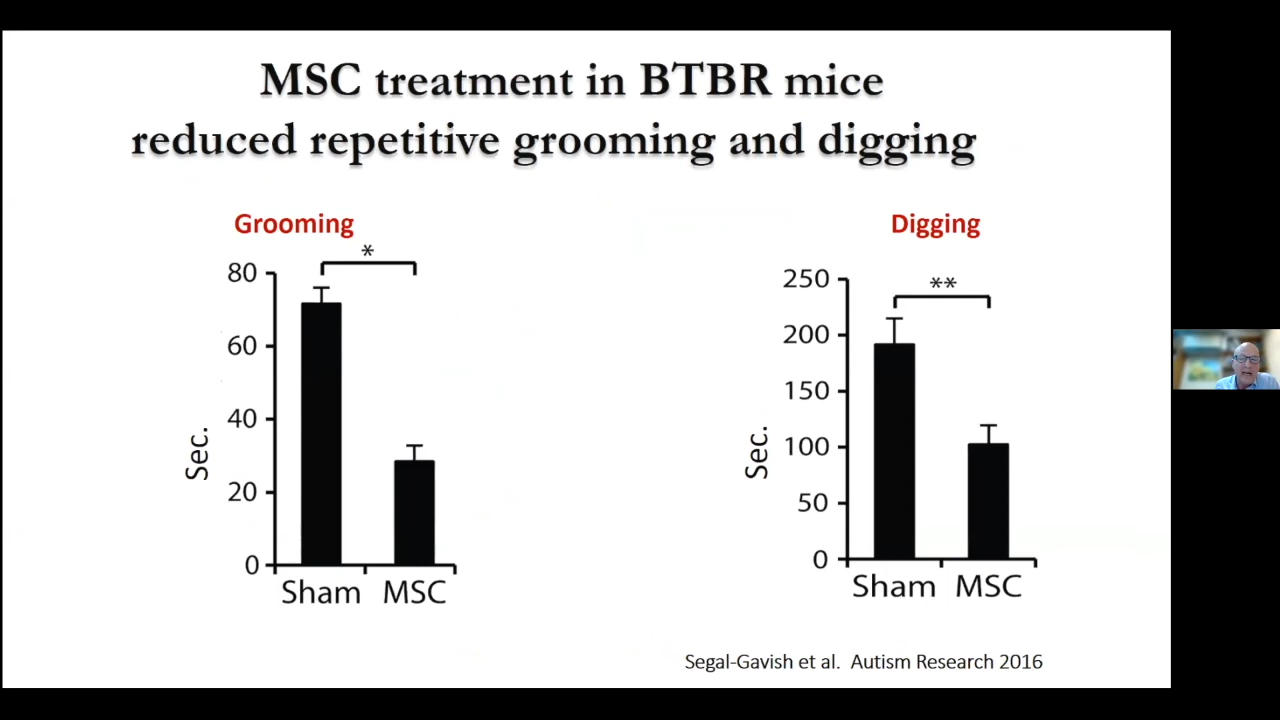 MSC treatment in BTBR mice
reduced repetitive grooming and digging
Grooming
*
80
60
40
20
0
Sec.
Sham MSC
Digging
**
250
200
150
100
50
0
Sec.
Sham MSC
Segal-Gavish et al. Autism Research 2016